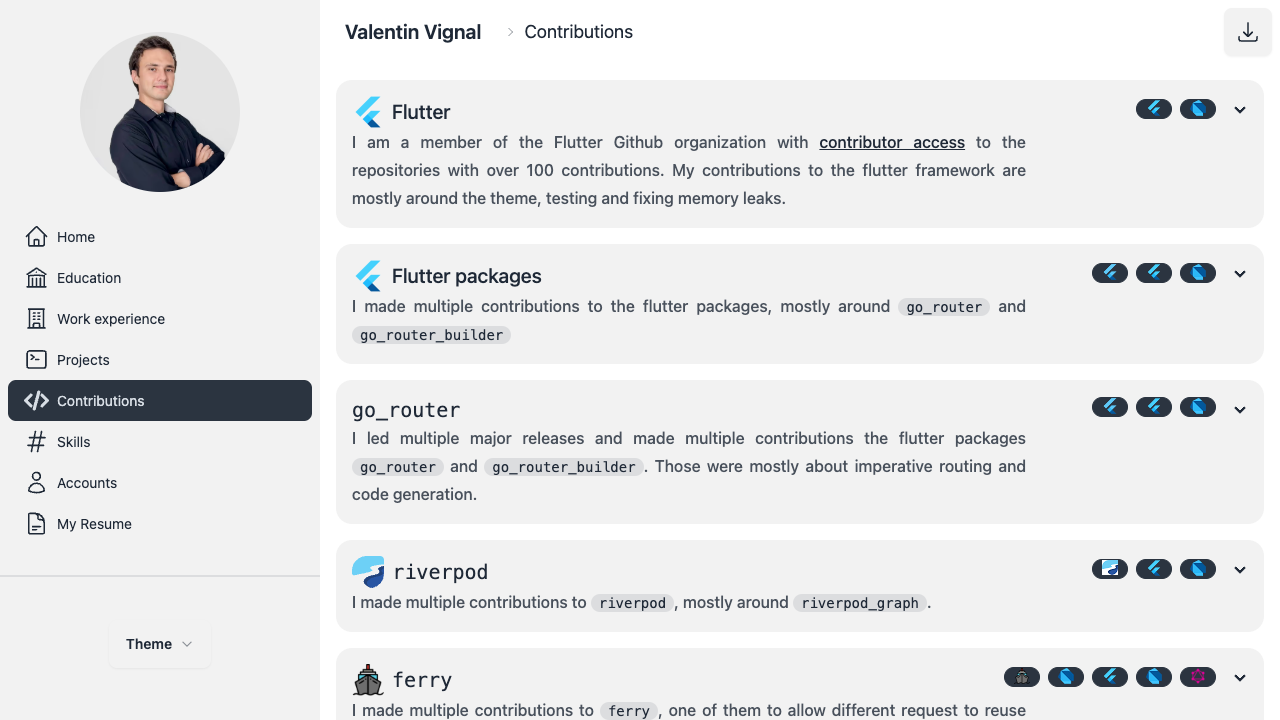 Valentin Vignal
Contributions
Home
Education
Work experience
Projects
Contributions
Skills
Accounts
My Resume
Theme
Flutter
I am a member of the Flutter Github organization with contributor access to the
repositories with over 100 contributions. My contributions to the flutter framework are
mostly around the theme, testing and fixing memory leaks.
Flutter packages
I made multiple contributions to the flutter packages, mostly around go_router and
go_router_builder
go_router
I led multiple major releases and made multiple contributions the flutter packages
go_router and go_router_builder. Those were mostly about imperative routing and
code generation.
riverpod
I made multiple contributions to riverpod, mostly around riverpod_graph.
ferry
I made multiple contributions to ferry, one of them to allow different request to reuse